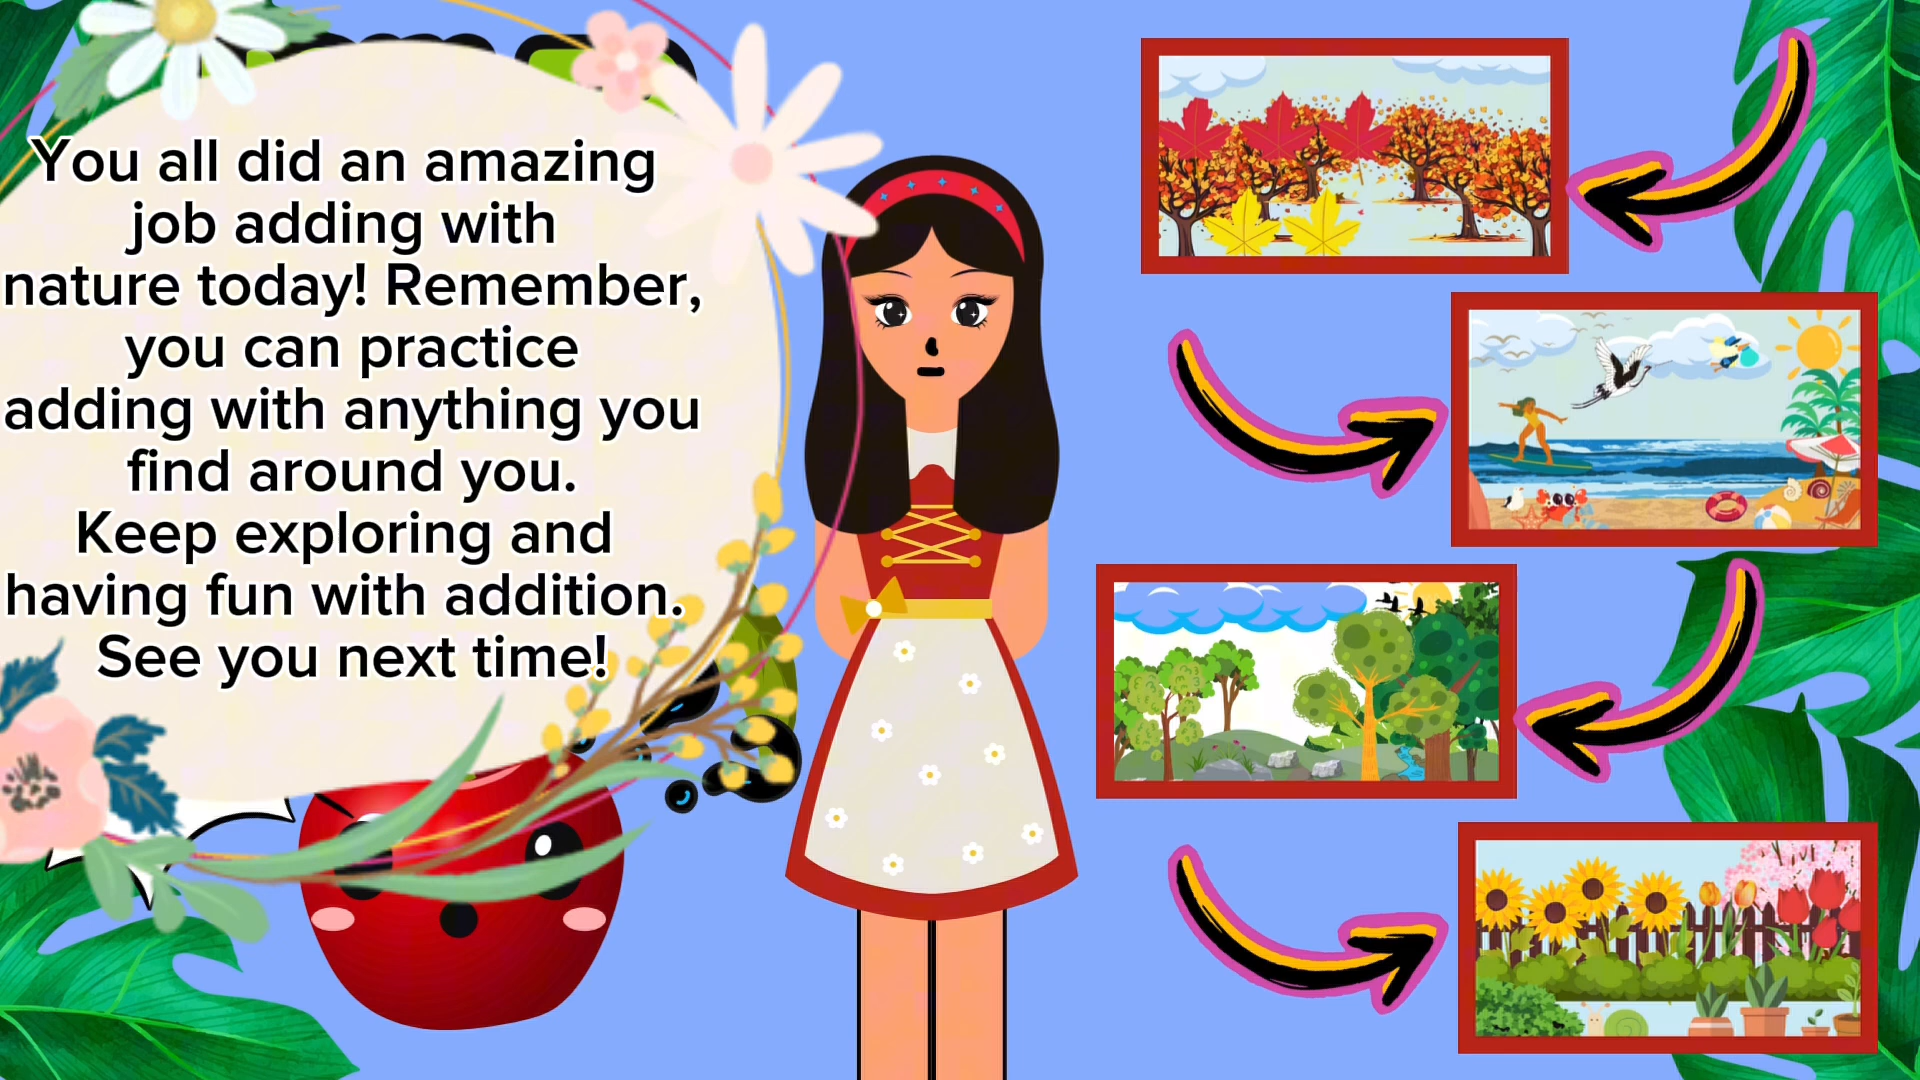 You all did an amazing
job adding with
nature today! Remember,
you can practice
adding with anything you
find around you.
Keep exploring and
having fun with addition.
See you next time!